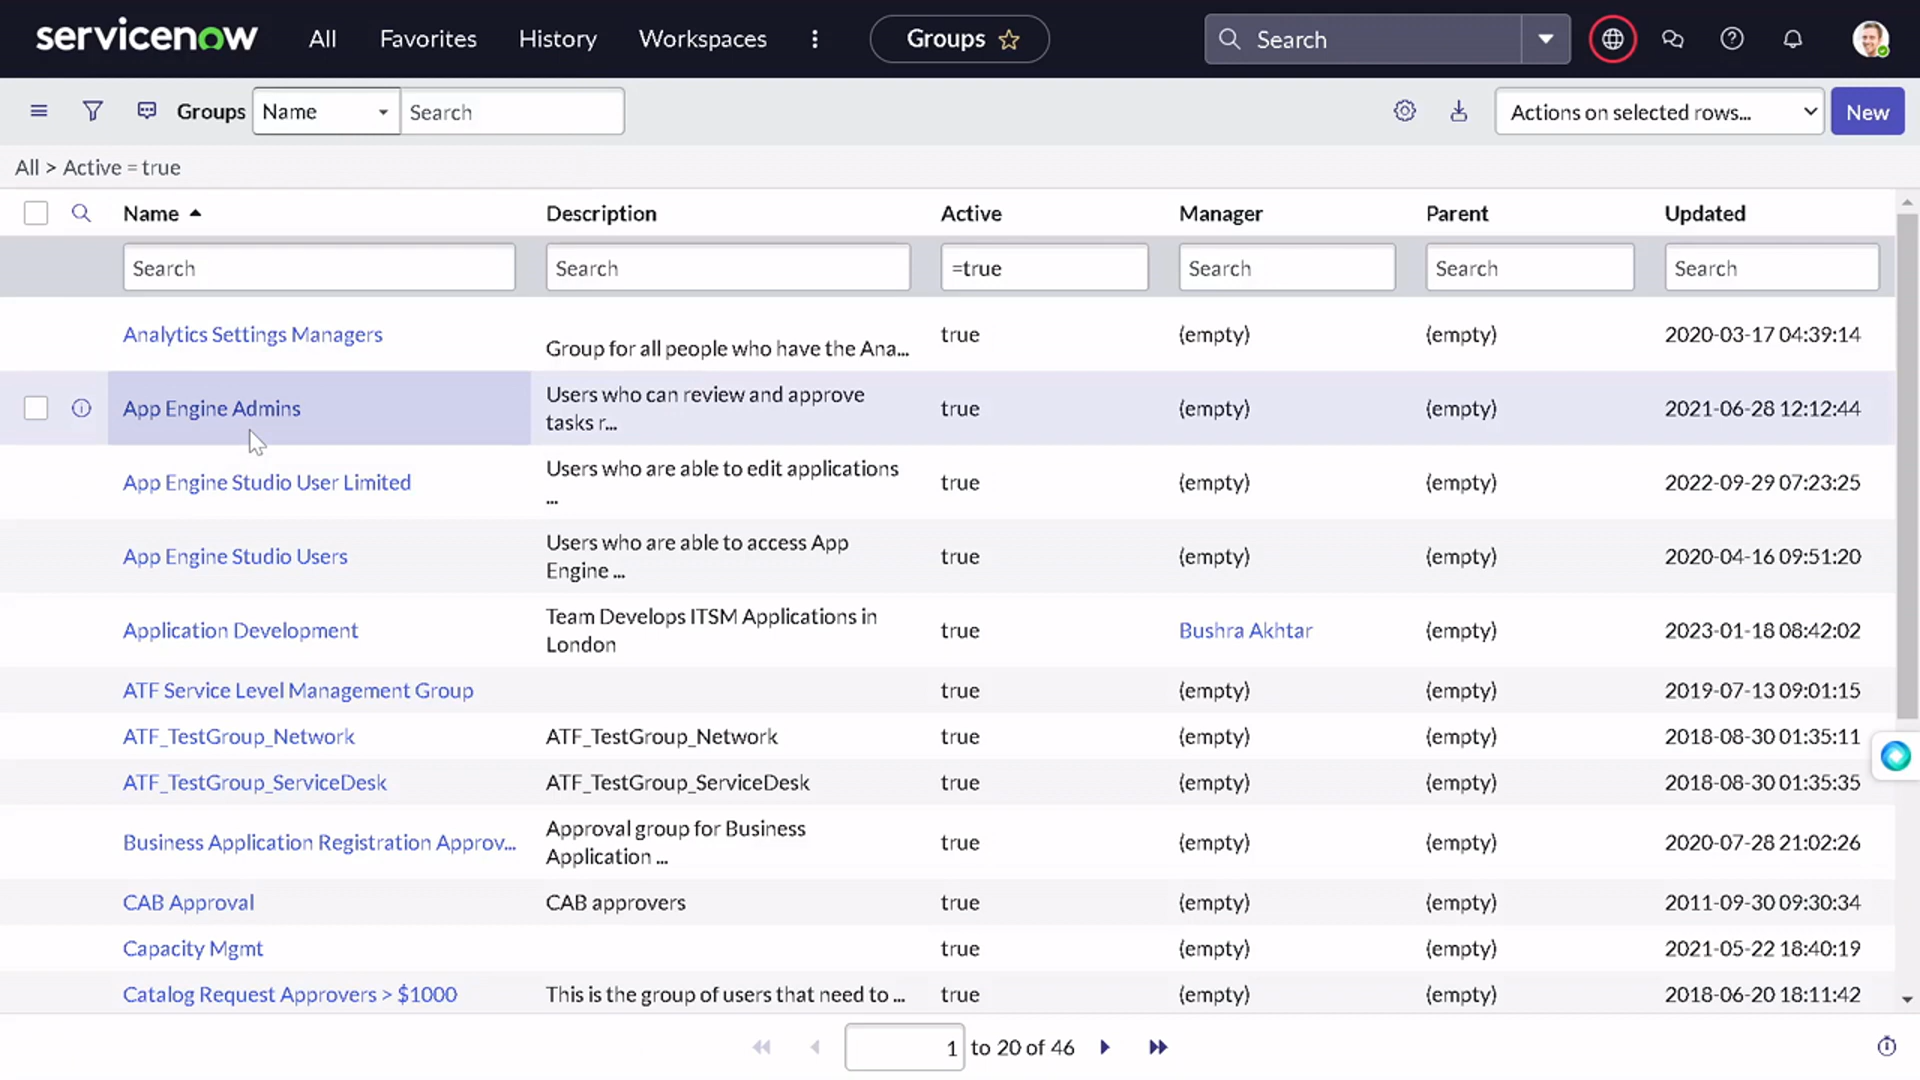 servicenow All Favorites History Workspaces Groups Search
Groups Name Search Actions on selected rows... New
All > Active = true
Name Description Active Manager Parent Updated
Search Search =true Search Search Search
Analytics Settings Managers Group for all people who have the Ana... true (empty) (empty) 2020-03-17 04:39:14
App Engine Admins Users who can review and approve
tasks r... true (empty) (empty) 2021-06-28 12:12:44
App Engine Studio User Limited Users who are able to edit applications
... true (empty) (empty) 2022-09-29 07:23:25
App Engine Studio Users Users who are able to access App
Engine ... true (empty) (empty) 2020-04-16 09:51:20
Application Development Team Develops ITSM Applications in
London true Bushra Akhtar (empty) 2023-01-18 08:42:02
ATF Service Level Management Group true (empty) (empty) 2019-07-13 09:01:15
ATF_TestGroup_Network ATF_TestGroup_Network true (empty) (empty) 2018-08-30 01:35:11
ATF_TestGroup_ServiceDesk ATF_TestGroup_ServiceDesk true (empty) (empty) 2018-08-30 01:35:35
Business Application Registration Approv... Approval group for Business
Application ... true (empty) (empty) 2020-07-28 21:02:26
CAB Approval CAB approvers true (empty) (empty) 2011-09-30 09:30:34
Capacity Mgmt true (empty) (empty) 2021-05-22 18:40:19
Catalog Request Approvers > $1000 This is the group of users that need to ... true (empty) (empty) 2018-06-20 18:11:42
1 to 20 of 46